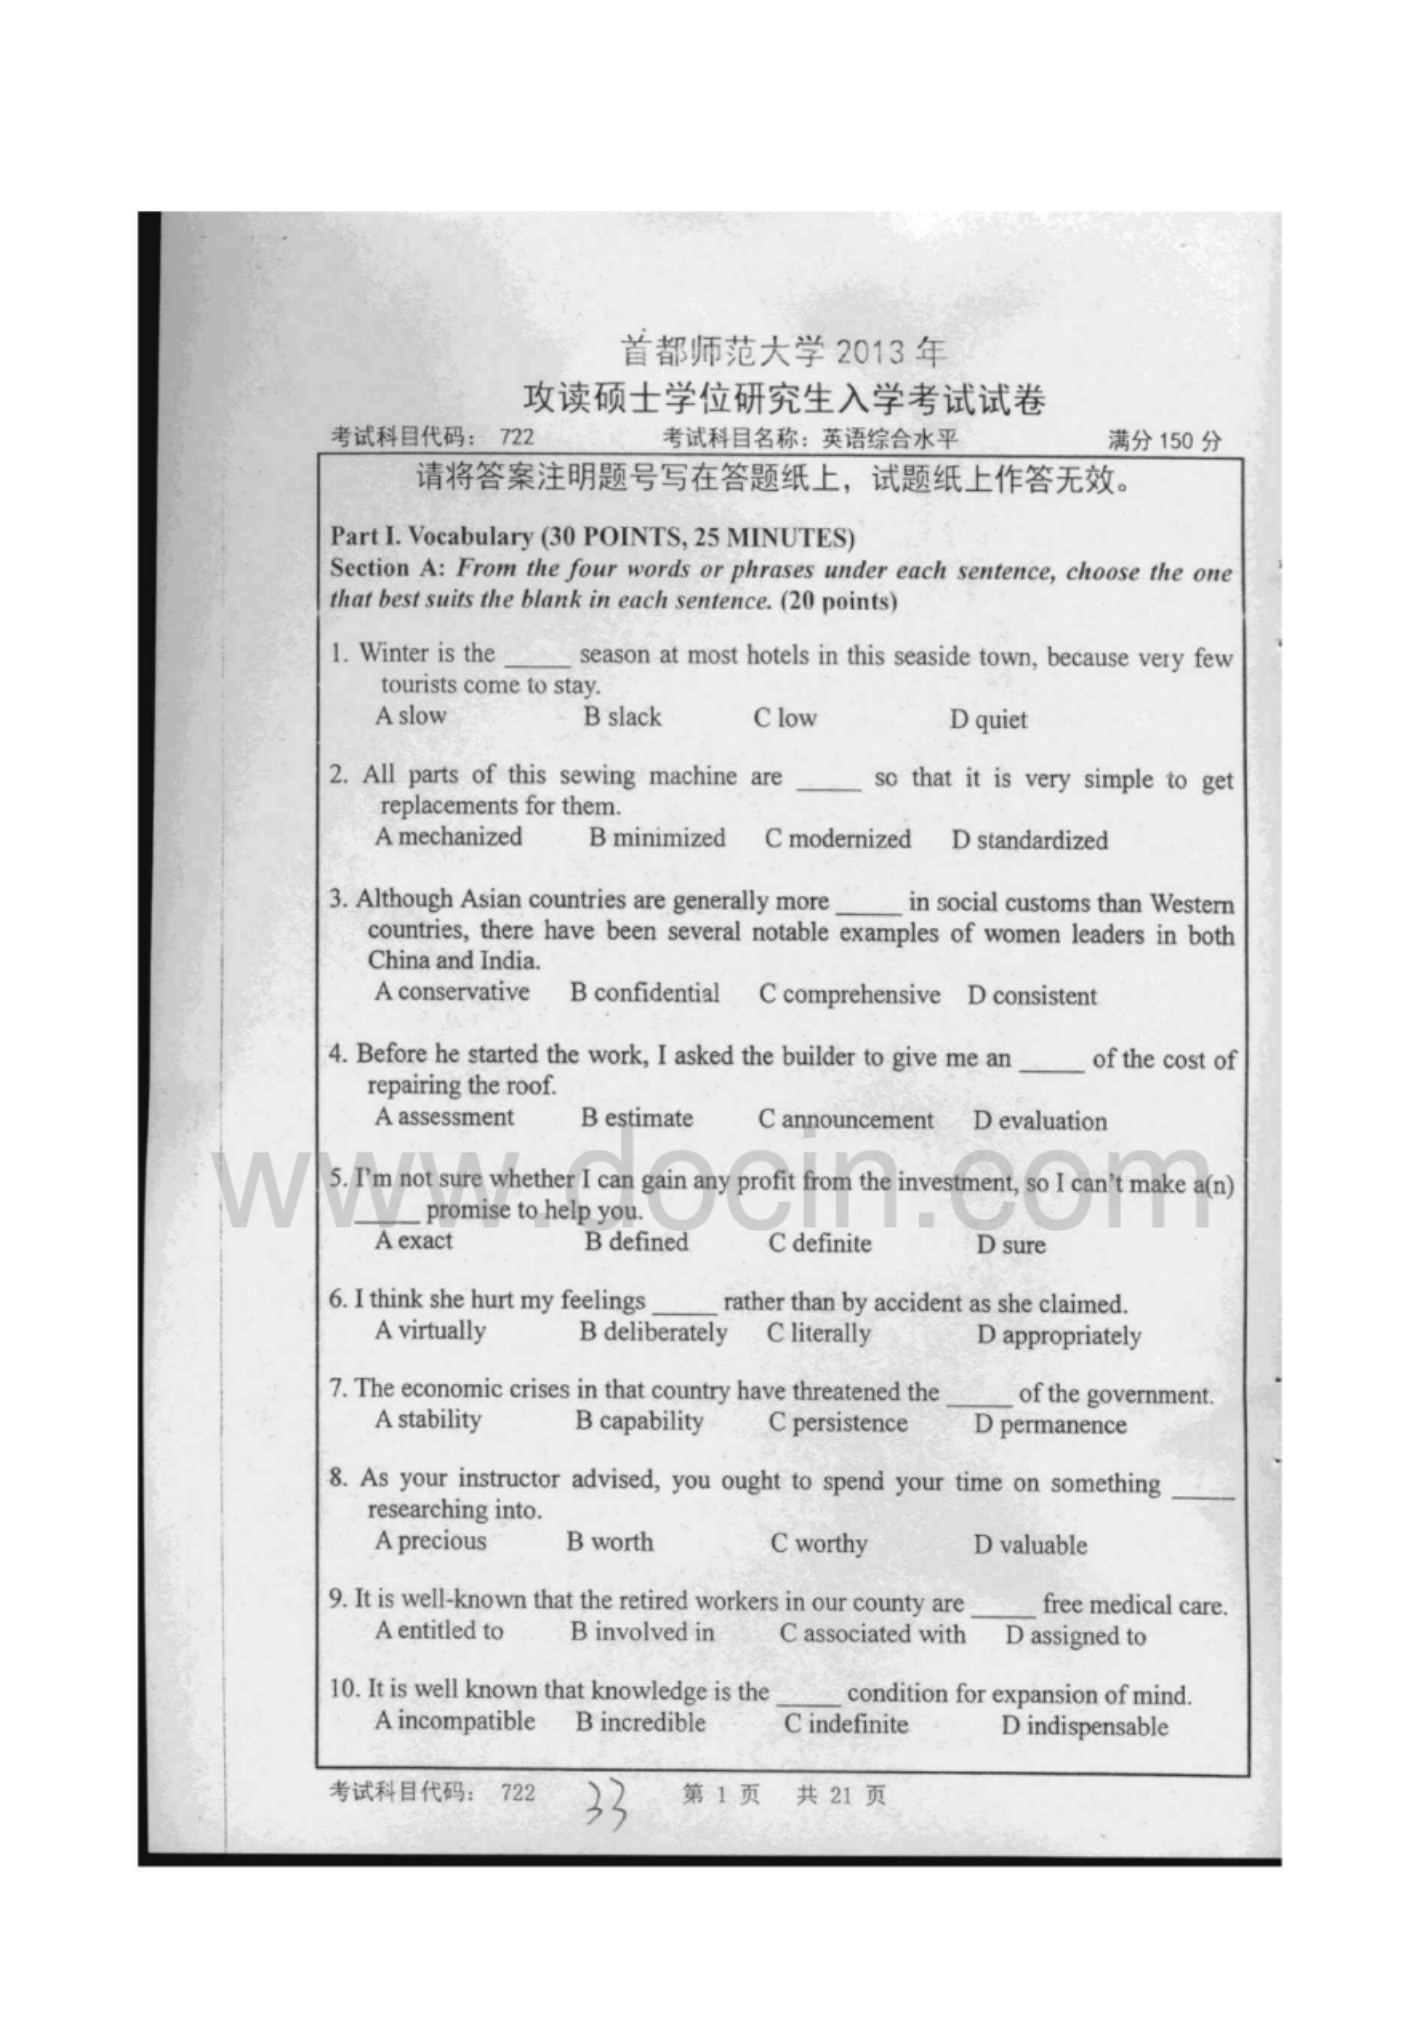 首都师范大学 2013 年
攻读硕士学位研究生入学考试试卷
考试科目代码： 722 考试科目名称：英语综合水平 满分 150 分
请将答案注明题号写在答题纸上，试题纸上作答无效。
Part I. Vocabulary (30 POINTS, 25 MINUTES)
Section A: From the four words or phrases under each sentence, choose the one
that best suits the blank in each sentence. (20 points)
1. Winter is the _____ season at most hotels in this seaside town, because very few
tourists come to stay.
A slow B slack C low D quiet
2. All parts of this sewing machine are _____ so that it is very simple to get
replacements for them.
A mechanized B minimized C modernized D standardized
3. Although Asian countries are generally more _____ in social customs than Western
countries, there have been several notable examples of women leaders in both
China and India.
A conservative B confidential C comprehensive D consistent
4. Before he started the work, I asked the builder to give me an _____ of the cost of
repairing the roof.
A assessment B estimate C announcement D evaluation
www.docin.com
5. I'm not sure whether I can gain any profit from the investment, so I can't make a(n)
_____ promise to help you.
A exact B defined C definite D sure
6. I think she hurt my feelings _____ rather than by accident as she claimed.
A virtually B deliberately C literally D appropriately
7. The economic crises in that country have threatened the _____ of the government.
A stability B capability C persistence D permanence
8. As your instructor advised, you ought to spend your time on something _____
researching into.
A precious B worth C worthy D valuable
9. It is well-known that the retired workers in our county are _____ free medical care.
A entitled to B involved in C associated with D assigned to
10. It is well known that knowledge is the _____ condition for expansion of mind.
A incompatible B incredible C indefinite D indispensable
考试科目代码： 722 33 第 1 页 共 21 页